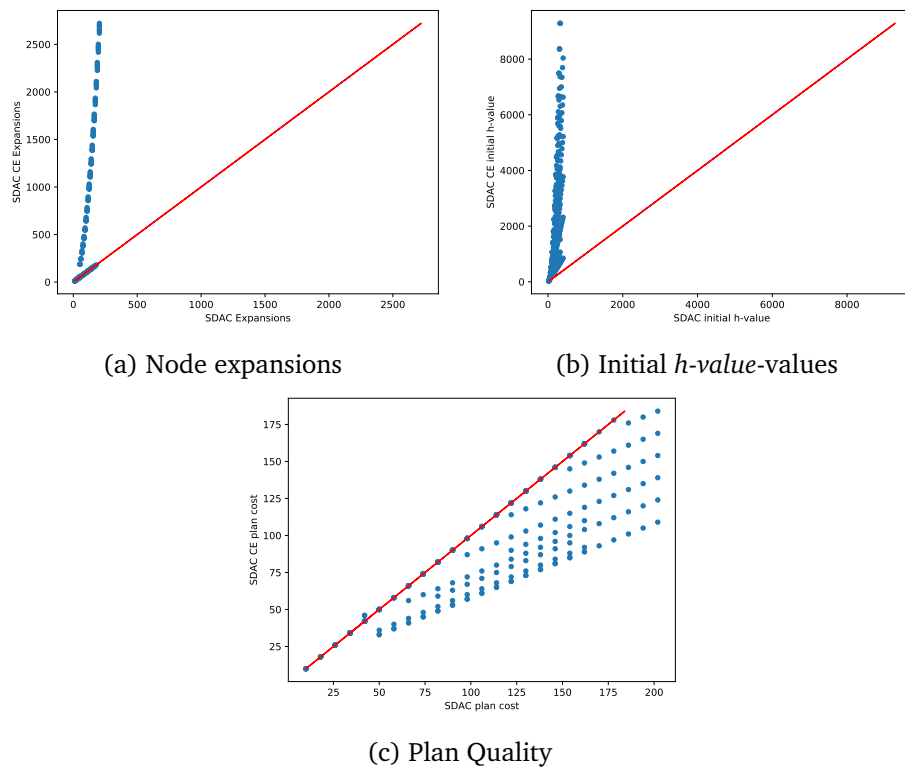 2500
2000
1500
1000
500
0
SDAC CE Expansions
0 500 1000 1500 2000 2500
SDAC Expansions
(a) Node expansions
8000
6000
4000
2000
0
SDAC CE initial h-value
0 2000 4000 6000 8000
SDAC initial h-value
(b) Initial h-value-values
175
150
125
100
75
50
25
SDAC CE plan cost
25 50 75 100 125 150 175 200
SDAC plan cost
(c) Plan Quality